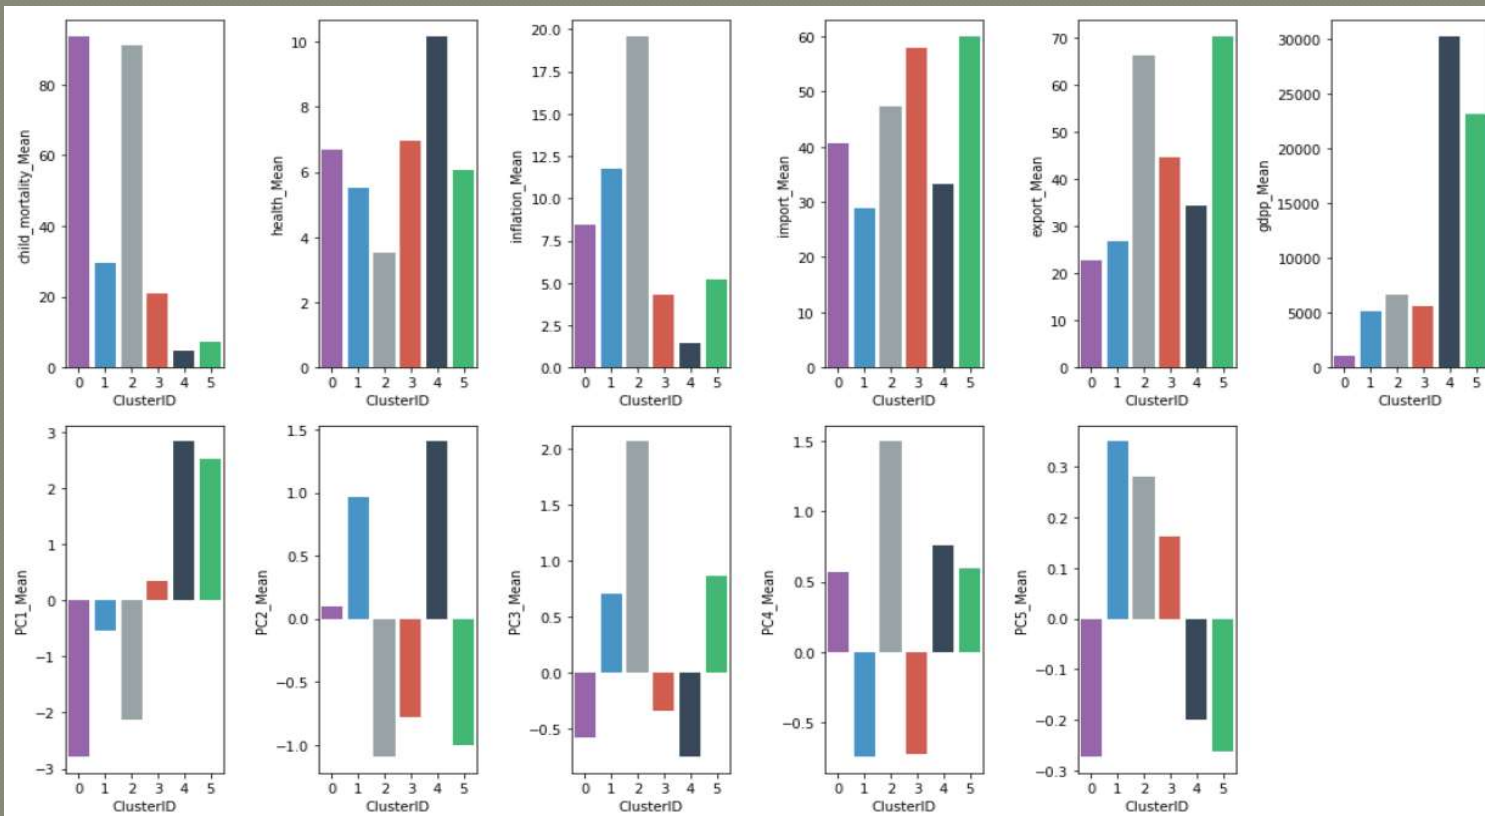 child_mortality_Mean
80
60
40
20
0
0 1 2 3 4 5
ClusterID
health_Mean
10
8
6
4
2
0
0 1 2 3 4 5
ClusterID
inflation_Mean
20.0
17.5
15.0
12.5
10.0
7.5
5.0
2.5
0.0
0 1 2 3 4 5
ClusterID
import_Mean
60
50
40
30
20
10
0
0 1 2 3 4 5
ClusterID
export_Mean
70
60
50
40
30
20
10
0
0 1 2 3 4 5
ClusterID
gdpp_Mean
30000
25000
20000
15000
10000
5000
0
0 1 2 3 4 5
ClusterID
PC1_Mean
3
2
1
0
−1
−2
−3
0 1 2 3 4 5
ClusterID
PC2_Mean
1.5
1.0
0.5
0.0
−0.5
−1.0
0 1 2 3 4 5
ClusterID
PC3_Mean
2.0
1.5
1.0
0.5
0.0
−0.5
0 1 2 3 4 5
ClusterID
PC4_Mean
1.5
1.0
0.5
0.0
−0.5
0 1 2 3 4 5
ClusterID
PC5_Mean
0.3
0.2
0.1
0.0
−0.1
−0.2
−0.3
0 1 2 3 4 5
ClusterID